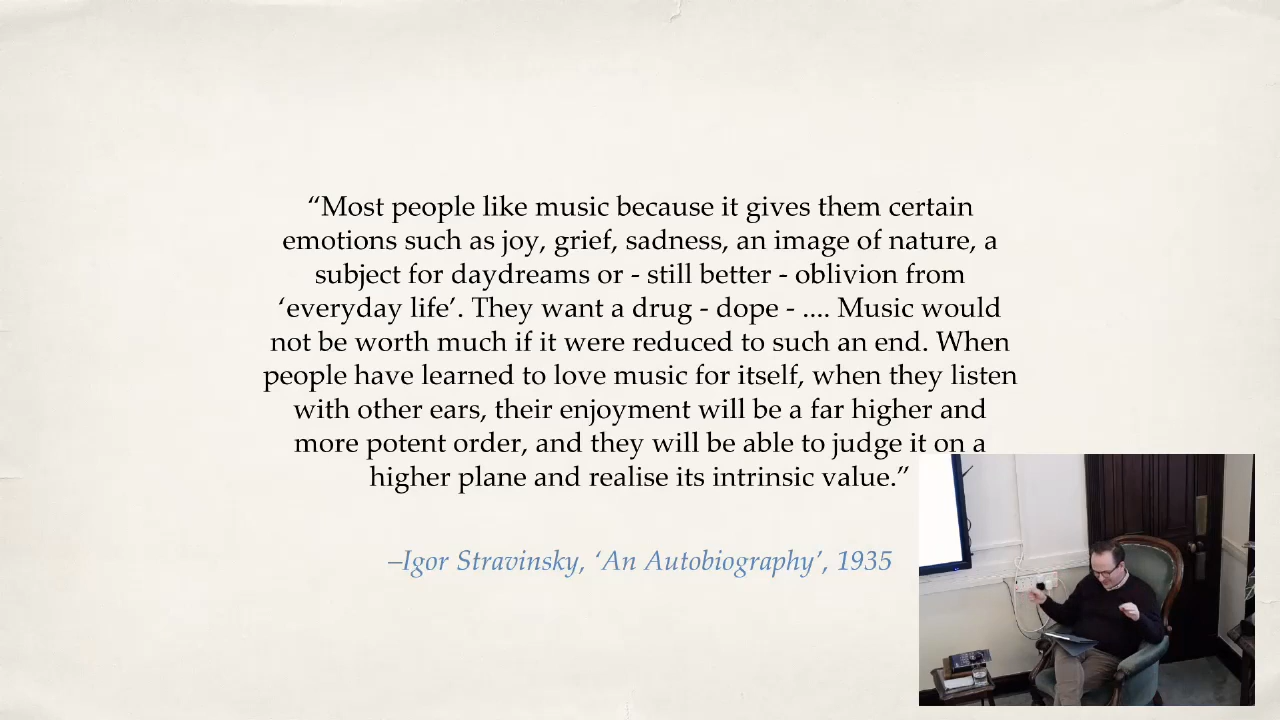 “Most people like music because it gives them certain
emotions such as joy, grief, sadness, an image of nature, a
subject for daydreams or - still better - oblivion from
‘everyday life’. They want a drug - dope - .... Music would
not be worth much if it were reduced to such an end. When
people have learned to love music for itself, when they listen
with other ears, their enjoyment will be a far higher and
more potent order, and they will be able to judge it on a
higher plane and realise its intrinsic value.”
–Igor Stravinsky, ‘An Autobiography’, 1935